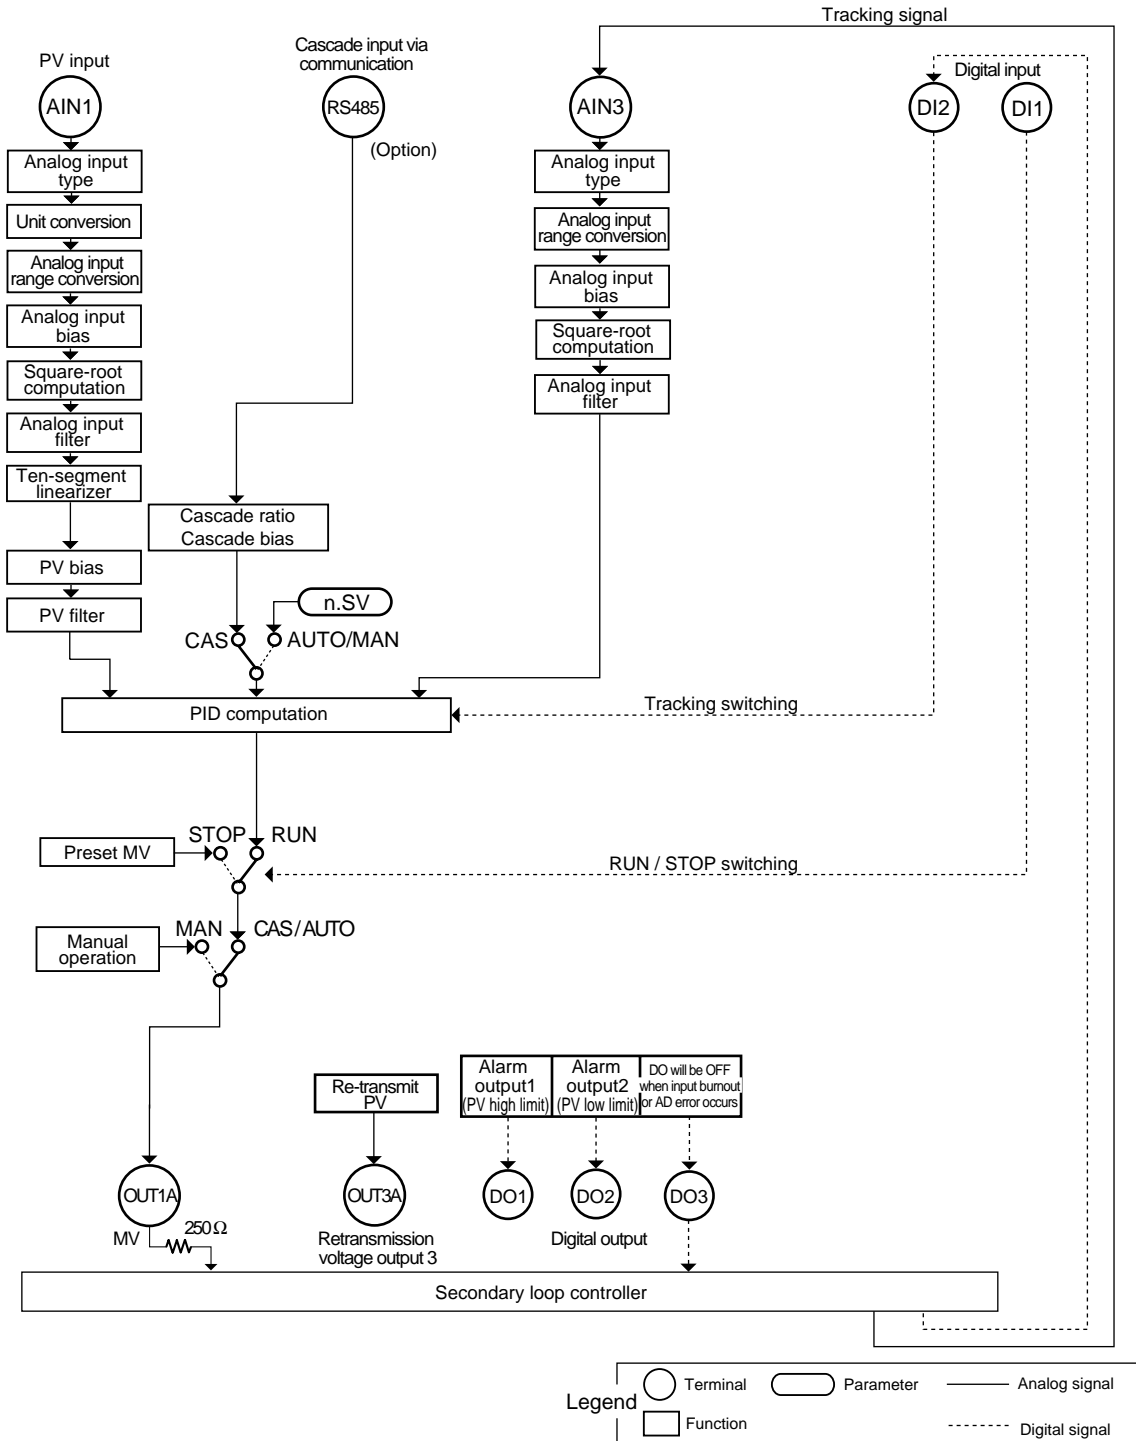 Tracking signal
PV input
Cascade input via
communication
Digital input
AIN1
RS485
(Option)
AIN3
DI2
DI1
Analog input
type
Unit conversion
Analog input
range conversion
Analog input
bias
Square-root
computation
Analog input
filter
Ten-segment
linearizer
PV bias
PV filter
Analog input
type
Analog input
range conversion
Analog input
bias
Square-root
computation
Analog input
filter
Cascade ratio
Cascade bias
n.SV
CAS
AUTO/MAN
PID computation
Tracking switching
STOP
RUN
Preset MV
RUN / STOP switching
MAN
CAS/AUTO
Manual
operation
Re-transmit
PV
Alarm
output1
(PV high limit)
Alarm
output2
(PV low limit)
DO will be OFF
when input burnout
or AD error occurs
OUT1A
OUT3A
DO1
DO2
DO3
MV
250Ω
Retransmission
voltage output 3
Digital output
Secondary loop controller
Legend
Terminal
Parameter
Analog signal
Function
Digital signal